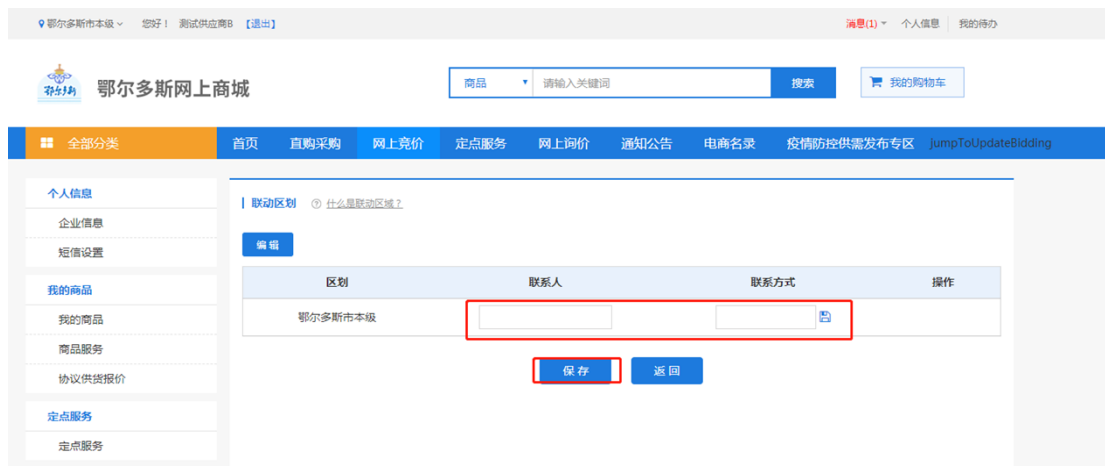 鄂尔多斯市本级 您好！ 测试供应商B 【退出】 消息(1) 个人信息 我的待办
鄂尔多斯网上商城 商品 请输入关键词 搜索 我的购物车
全部分类 首页 直购采购 网上竞价 定点服务 网上询价 通知公告 电商名录 疫情防控供需发布专区 jumpToUpdateBidding
个人信息
企业信息
短信设置
我的商品
我的商品
商品服务
协议供货报价
定点服务
定点服务
联动区划 什么是联动区域？
编辑
区划 联系人 联系方式 操作
鄂尔多斯市本级
保存 返回